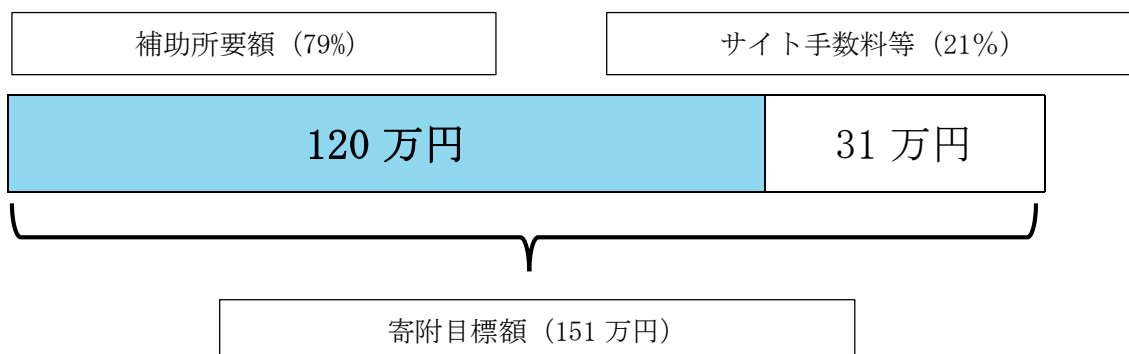 補助所要額（79%）
サイト手数料等（21％）
120 万円
31 万円
寄附目標額（151 万円）